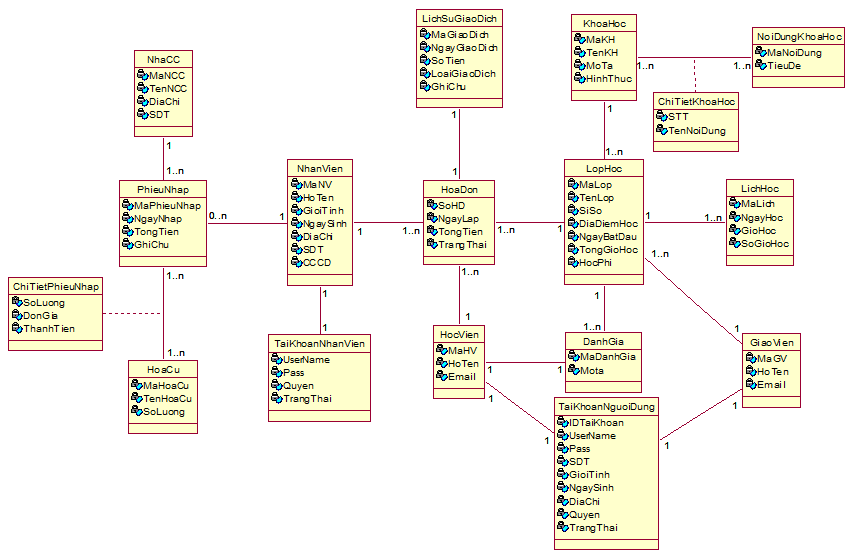 LichSuGiaoDich
MaGiaoDich
NgayGiaoDich
SoTien
LoaiGiaoDich
GhiChu
KhoaHoc
MaKH
TenKH
MoTa
HinhThuc
NoiDungKhoaHoc
MaNoiDung
TieuDe
1..n
1..n
ChiTietKhoaHoc
STT
TenNoiDung
NhaCC
MaNCC
TenNCC
DiaChi
SDT
1
1..n
1
1
1..n
1..n
PhieuNhap
MaPhieuNhap
NgayNhap
TongTien
GhiChu
0..n
1
NhanVien
MaNV
HoTen
GioiTinh
NgaySinh
DiaChi
SDT
CCCD
1
1..n
HoaDon
SoHD
NgayLap
TongTien
TrangThai
1..n
1
LopHoc
MaLop
TenLop
SiSo
DiaDiemHoc
NgayBatDau
TongGioHoc
HocPhi
1
1..n
LichHoc
MaLich
NgayHoc
GioHoc
SoGioHoc
1..n
1..n
1
1..n
1
ChiTietPhieuNhap
SoLuong
DonGia
ThanhTien
1..n
1
1
1..n
1
HoaCu
MaHoaCu
TenHoaCu
SoLuong
TaiKhoanNhanVien
UserName
Pass
Quyen
TrangThai
HocVien
MaHV
HoTen
Email
1
1
DanhGia
MaDanhGia
Mota
GiaoVien
MaGV
HoTen
Email
1
1
1
1
TaiKhoanNguoiDung
IDTaiKhoan
UserName
Pass
SDT
GioiTinh
NgaySinh
DiaChi
Quyen
TrangThai